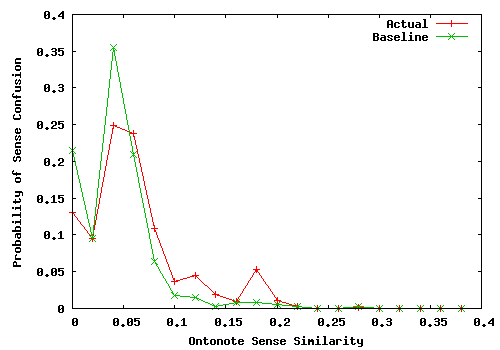 0.4
0.35
0.3
0.25
0.2
0.15
0.1
0.05
0
Probability of Sense Confusion
Actual
Baseline
0 0.05 0.1 0.15 0.2 0.25 0.3 0.35 0.4
Ontonote Sense Similarity